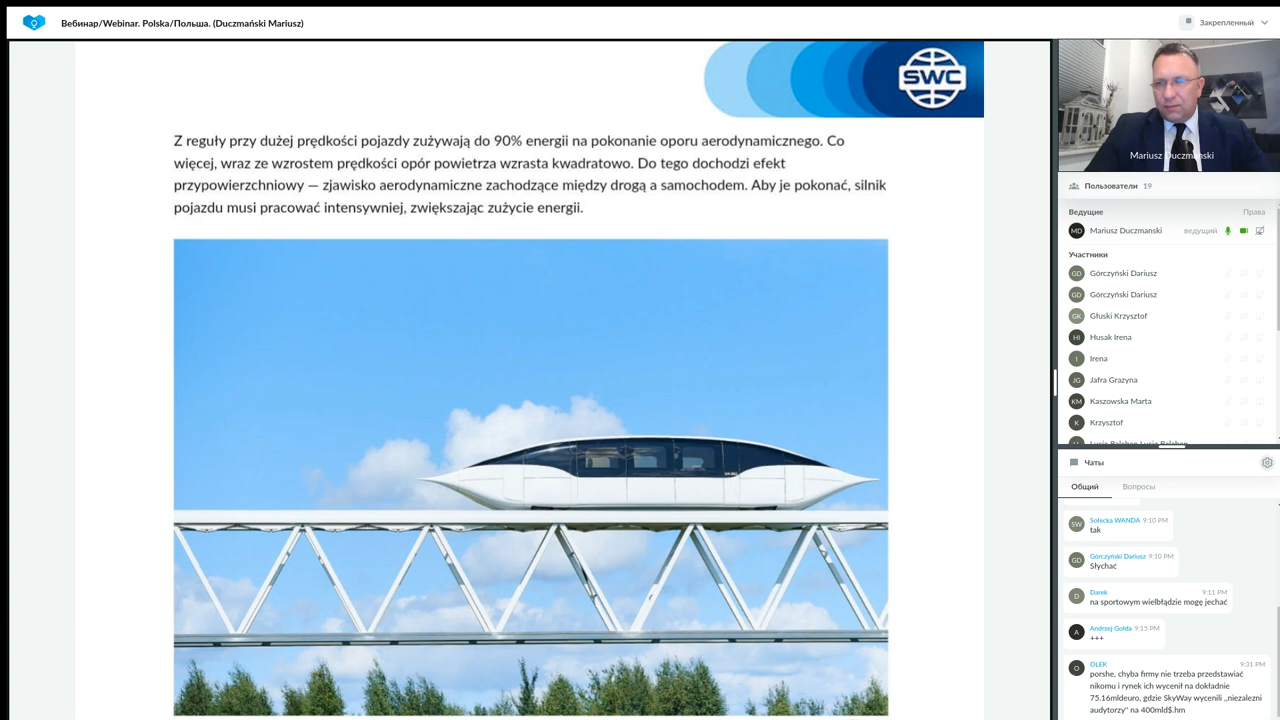 Вебинар/Webinar. Polska/Польша. (Duczmański Mariusz)
Закрепленный
SWC
Z reguły przy dużej prędkości pojazdy zużywają do 90% energii na pokonanie oporu aerodynamicznego. Co
więcej, wraz ze wzrostem prędkości opór powietrza wzrasta kwadratowo. Do tego dochodzi efekt
przypowierzchniowy — zjawisko aerodynamiczne zachodzące między drogą a samochodem. Aby je pokonać, silnik
pojazdu musi pracować intensywniej, zwiększając zużycie energii.
Mariusz Duczmanski
Пользователи 19
Ведущие Права
MD Mariusz Duczmanski ведущий
Участники
GD Górczyński Dariusz
GD Górczyński Dariusz
GK Głuski Krzysztof
HI Husak Irena
I Irena
JG Jafra Grazyna
KM Kaszowska Marta
K Krzysztof
Чаты
Общий Вопросы
SW Sołecka WANDA 9:10 PM
tak
GD Górczyński Dariusz 9:10 PM
Słychać
D Darek 9:11 PM
na sportowym wielbłądzie mogę jechać
A Andrzej Gołda 9:15 PM
+++
O OLEK 9:31 PM
porshe, chyba firmy nie trzeba przedstawiać
nikomu i rynek ich wycenił na dokładnie
75.16mldeuro, gdzie SkyWay wycenili ,,niezalezni
audytorzy" na 400mld$.hm